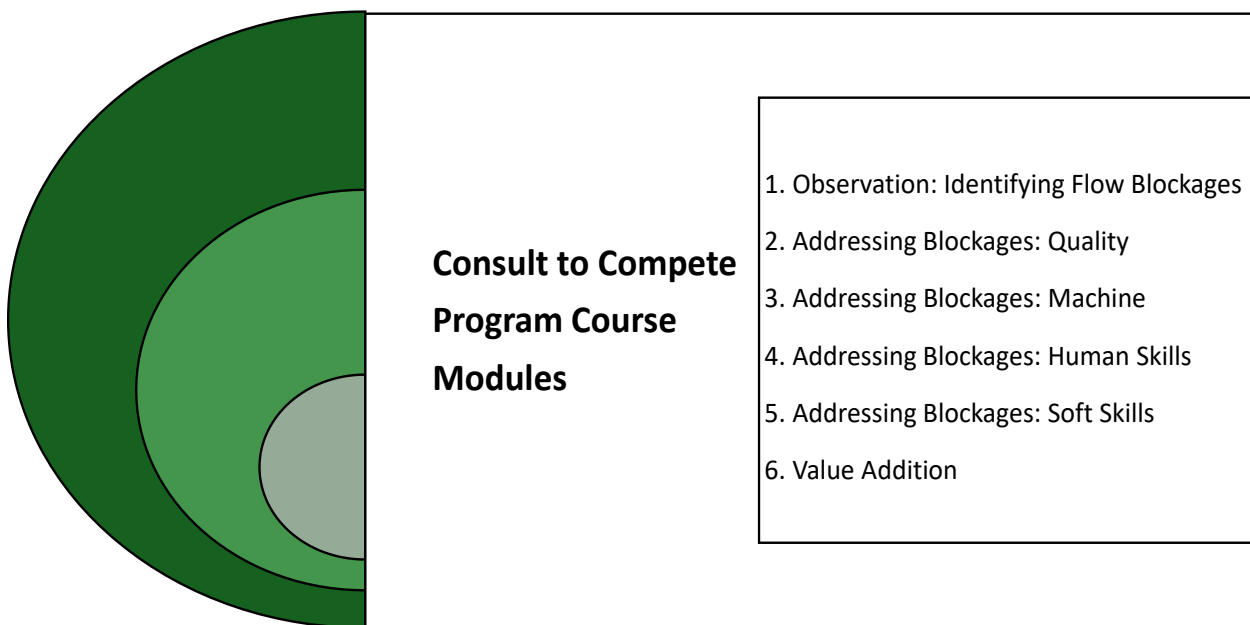 Consult to Compete
Program Course
Modules
1. Observation: Identifying Flow Blockages
2. Addressing Blockages: Quality
3. Addressing Blockages: Machine
4. Addressing Blockages: Human Skills
5. Addressing Blockages: Soft Skills
6. Value Addition